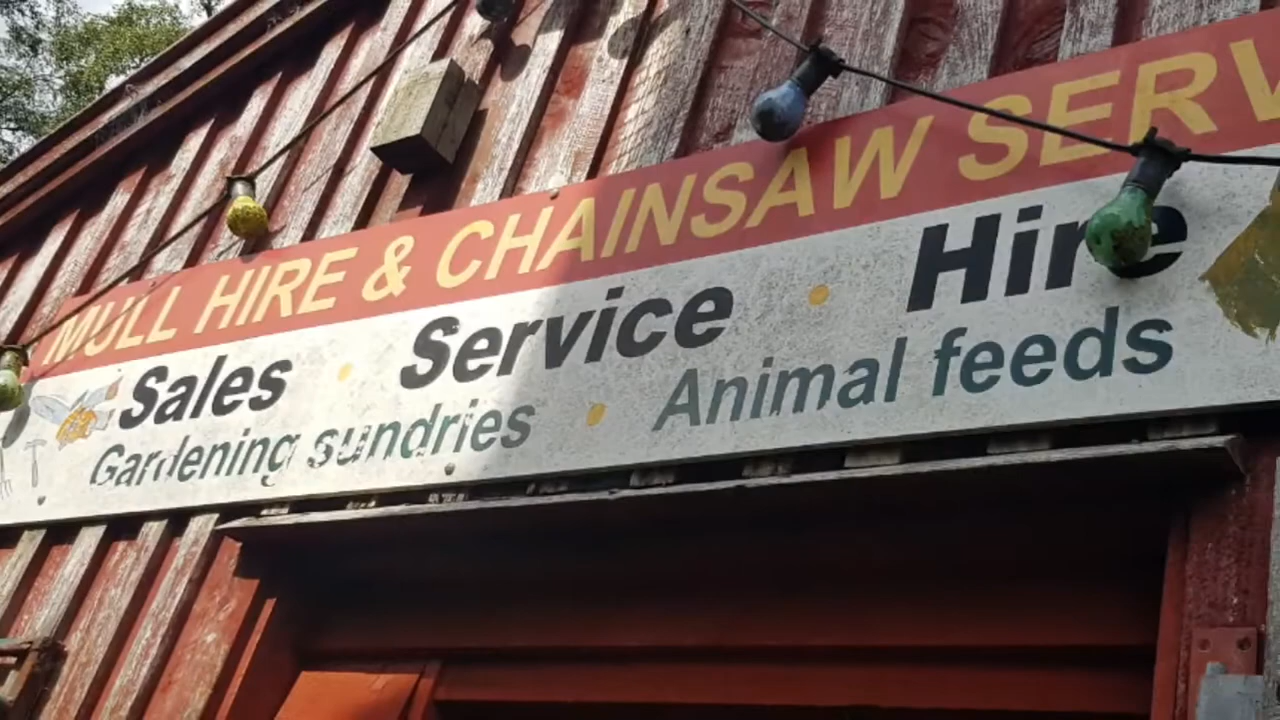 MULL HIRE & CHAINSAW SERV
Sales • Service • Hire
Gardening sundries • Animal feeds